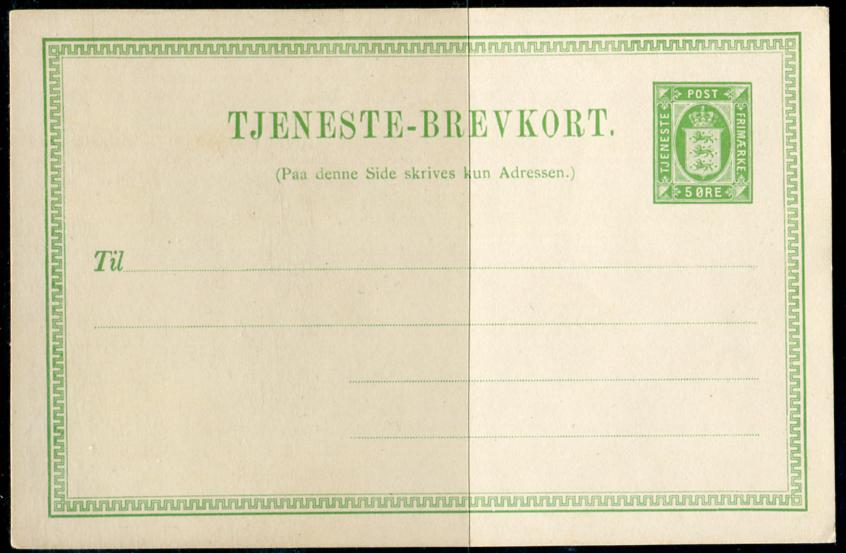 TJENESTE-BREVKORT.
(Paa denne Side skrives kun Adressen.)
POST
TJENESTE
FRIMÆRKE
5 ØRE
Til